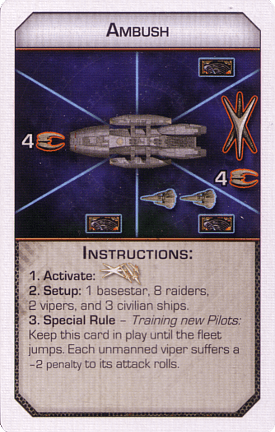 Ambush
4
4
Instructions:
1. Activate:
2. Setup: 1 basestar, 8 raiders,
2 vipers, and 3 civilian ships.
3. Special Rule – Training new Pilots:
Keep this card in play until the fleet
jumps. Each unmanned viper suffers a
-2 penalty to its attack rolls.